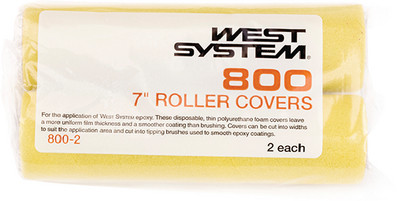 WEST
SYSTEM®
800
7" ROLLER COVERS
For the application of West System epoxy. These disposable, thin polyurethane foam covers leave
a more uniform film thickness and a smoother coating than brushing. Covers can be cut into widths
to suit the application area and cut into tipping brushes used to smooth epoxy coatings.
800-2
2 each